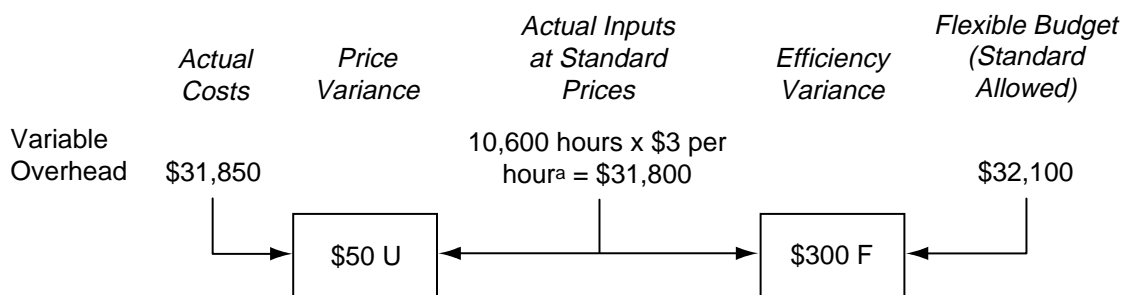 Actual
Costs
Price
Variance
Actual Inputs
at Standard
Prices
Efficiency
Variance
Flexible Budget
(Standard
Allowed)
Variable
Overhead
$31,850
10,600 hours x $3 per
hourᵃ = $31,800
$32,100
$50 U
$300 F